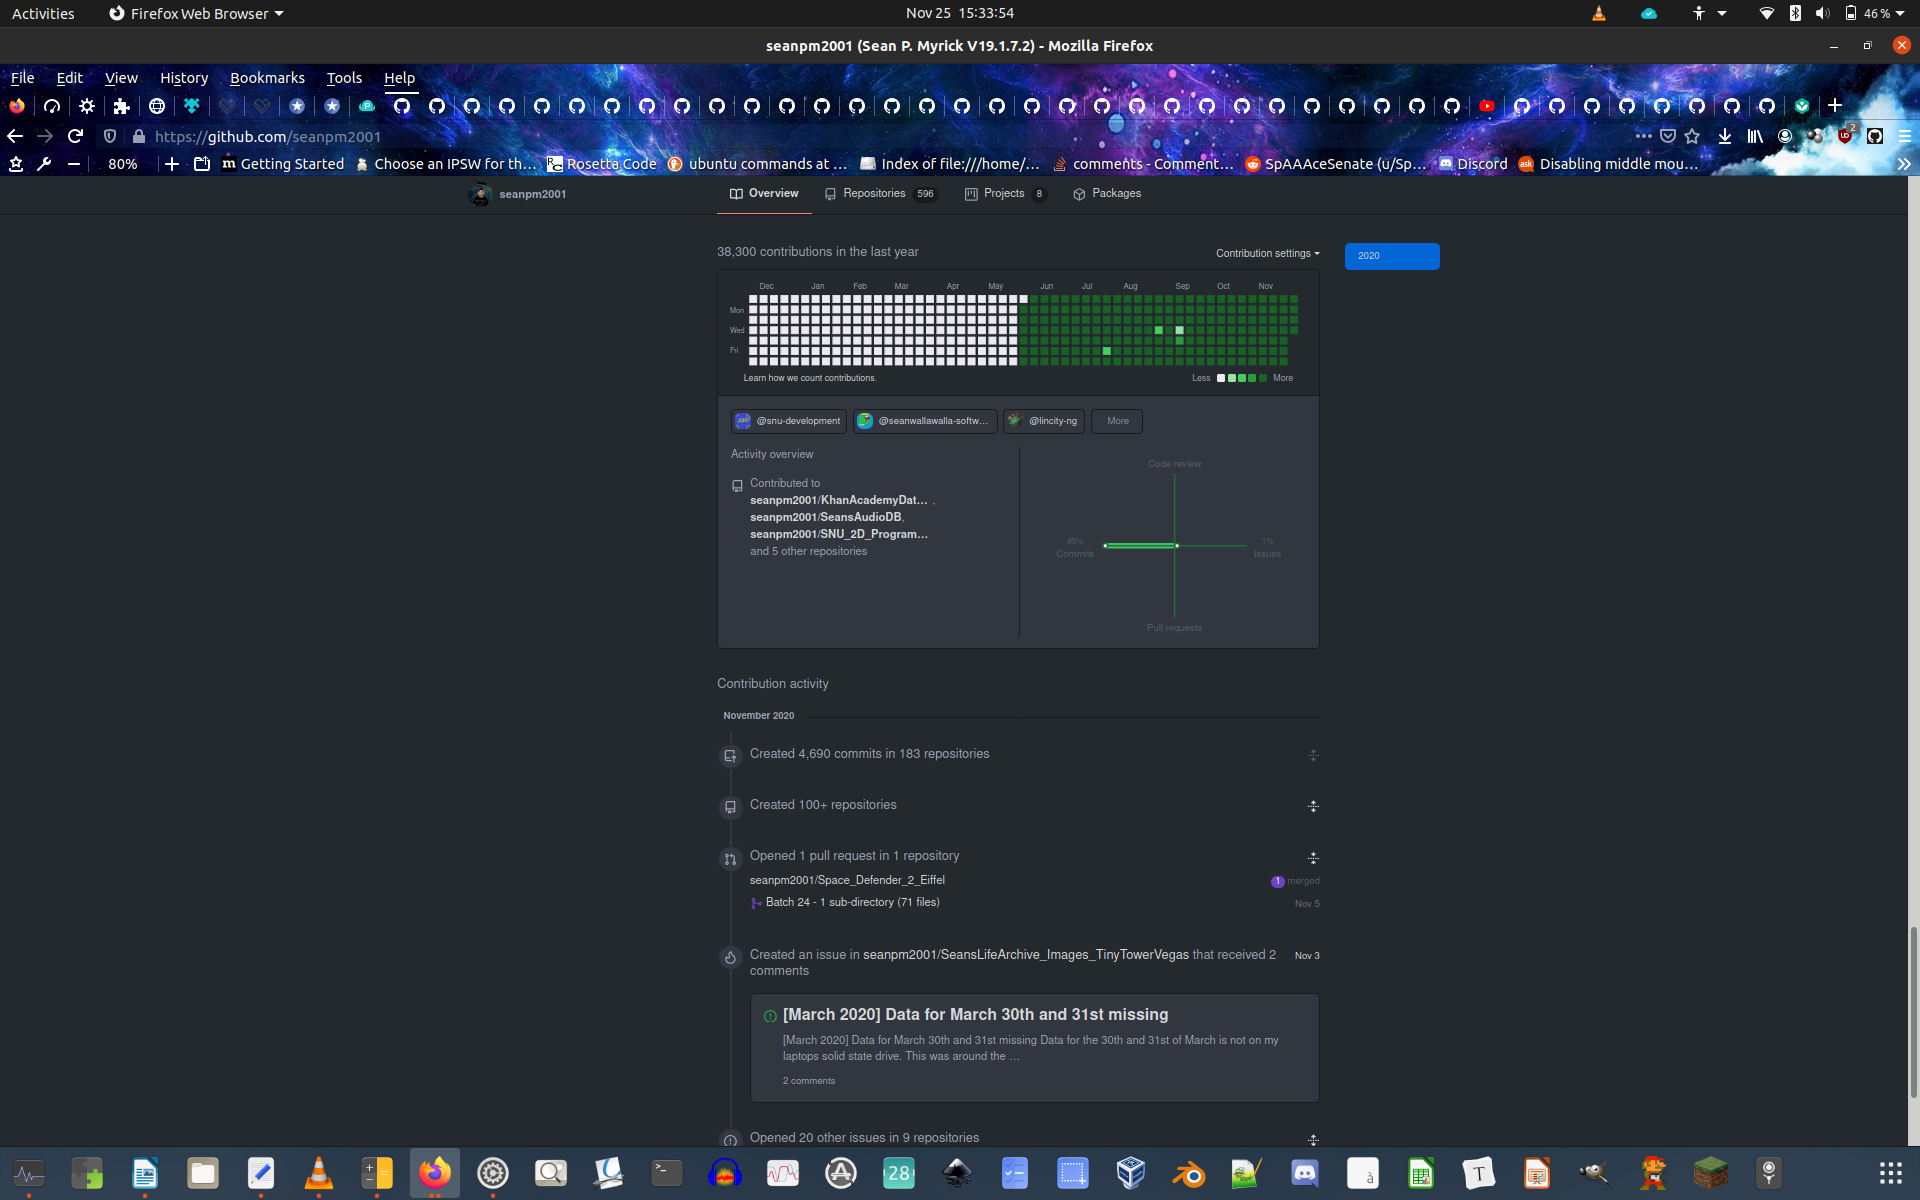 Activities
Firefox Web Browser
Nov 25 15:33:54
46 %
seanpm2001 (Sean P. Myrick V19.1.7.2) - Mozilla Firefox
File Edit View History Bookmarks Tools Help
https://github.com/seanpm2001
2
80%
Getting Started
Choose an IPSW for th…
Rosetta Code
ubuntu commands at …
Index of file:///home/…
comments - Comment…
SpAAAceSenate (u/Sp…
Discord
Disabling middle mou…
seanpm2001
Overview
Repositories 596
Projects 8
Packages
38,300 contributions in the last year
Contribution settings
2020
Dec Jan Feb Mar Apr May Jun Jul Aug Sep Oct Nov
Mon
Wed
Fri
Learn how we count contributions.
Less More
@snu-development
@seanwallawalla-softw…
@lincity-ng
More
Activity overview
Contributed to
seanpm2001/KhanAcademyDat… ,
seanpm2001/SeansAudioDB,
seanpm2001/SNU_2D_Program…
and 5 other repositories
Code review
99%
Commits
1%
Issues
Pull requests
Contribution activity
November 2020
Created 4,690 commits in 183 repositories
Created 100+ repositories
Opened 1 pull request in 1 repository
seanpm2001/Space_Defender_2_Eiffel
1 merged
Batch 24 - 1 sub-directory (71 files)
Nov 5
Created an issue in seanpm2001/SeansLifeArchive_Images_TinyTowerVegas that received 2
comments
Nov 3
[March 2020] Data for March 30th and 31st missing
[March 2020] Data for March 30th and 31st missing Data for the 30th and 31st of March is not on my
laptops solid state drive. This was around the …
2 comments
Opened 20 other issues in 9 repositories
28